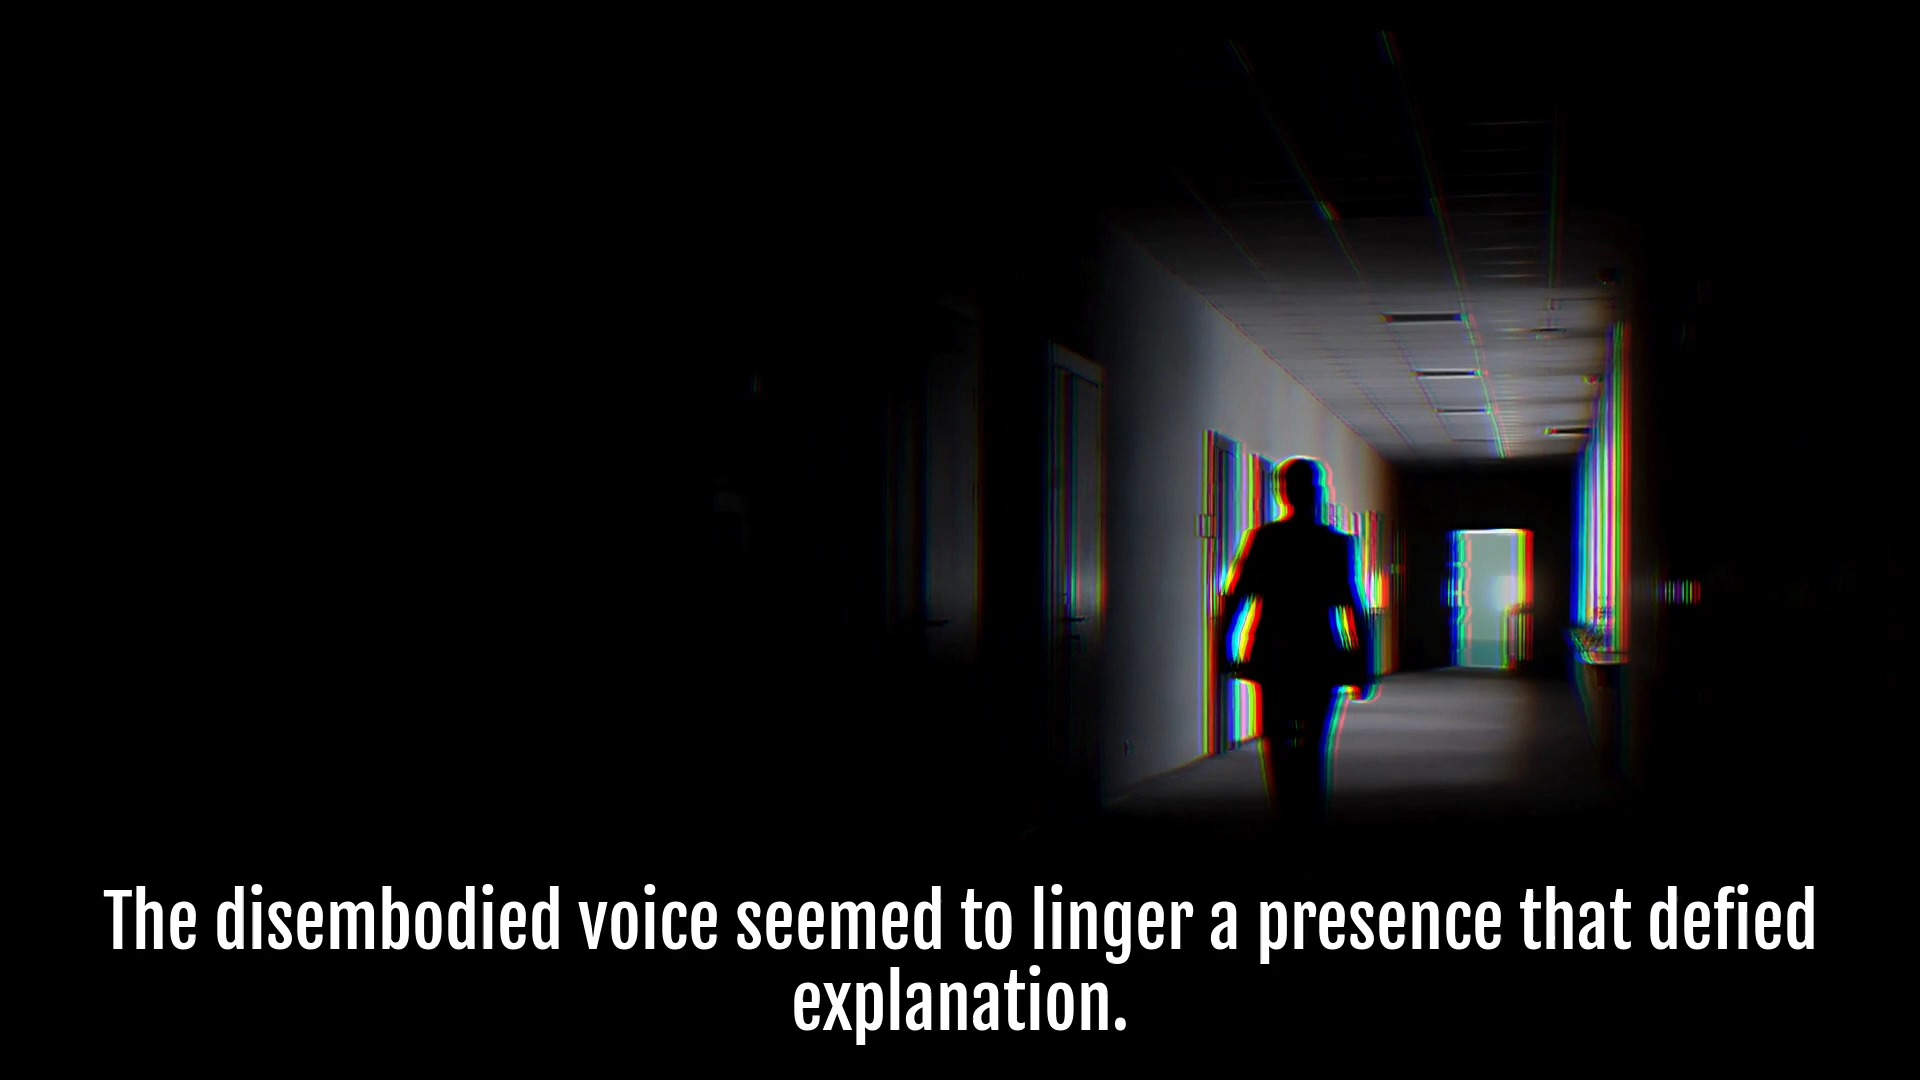 The disembodied voice seemed to linger a presence that defied
explanation.